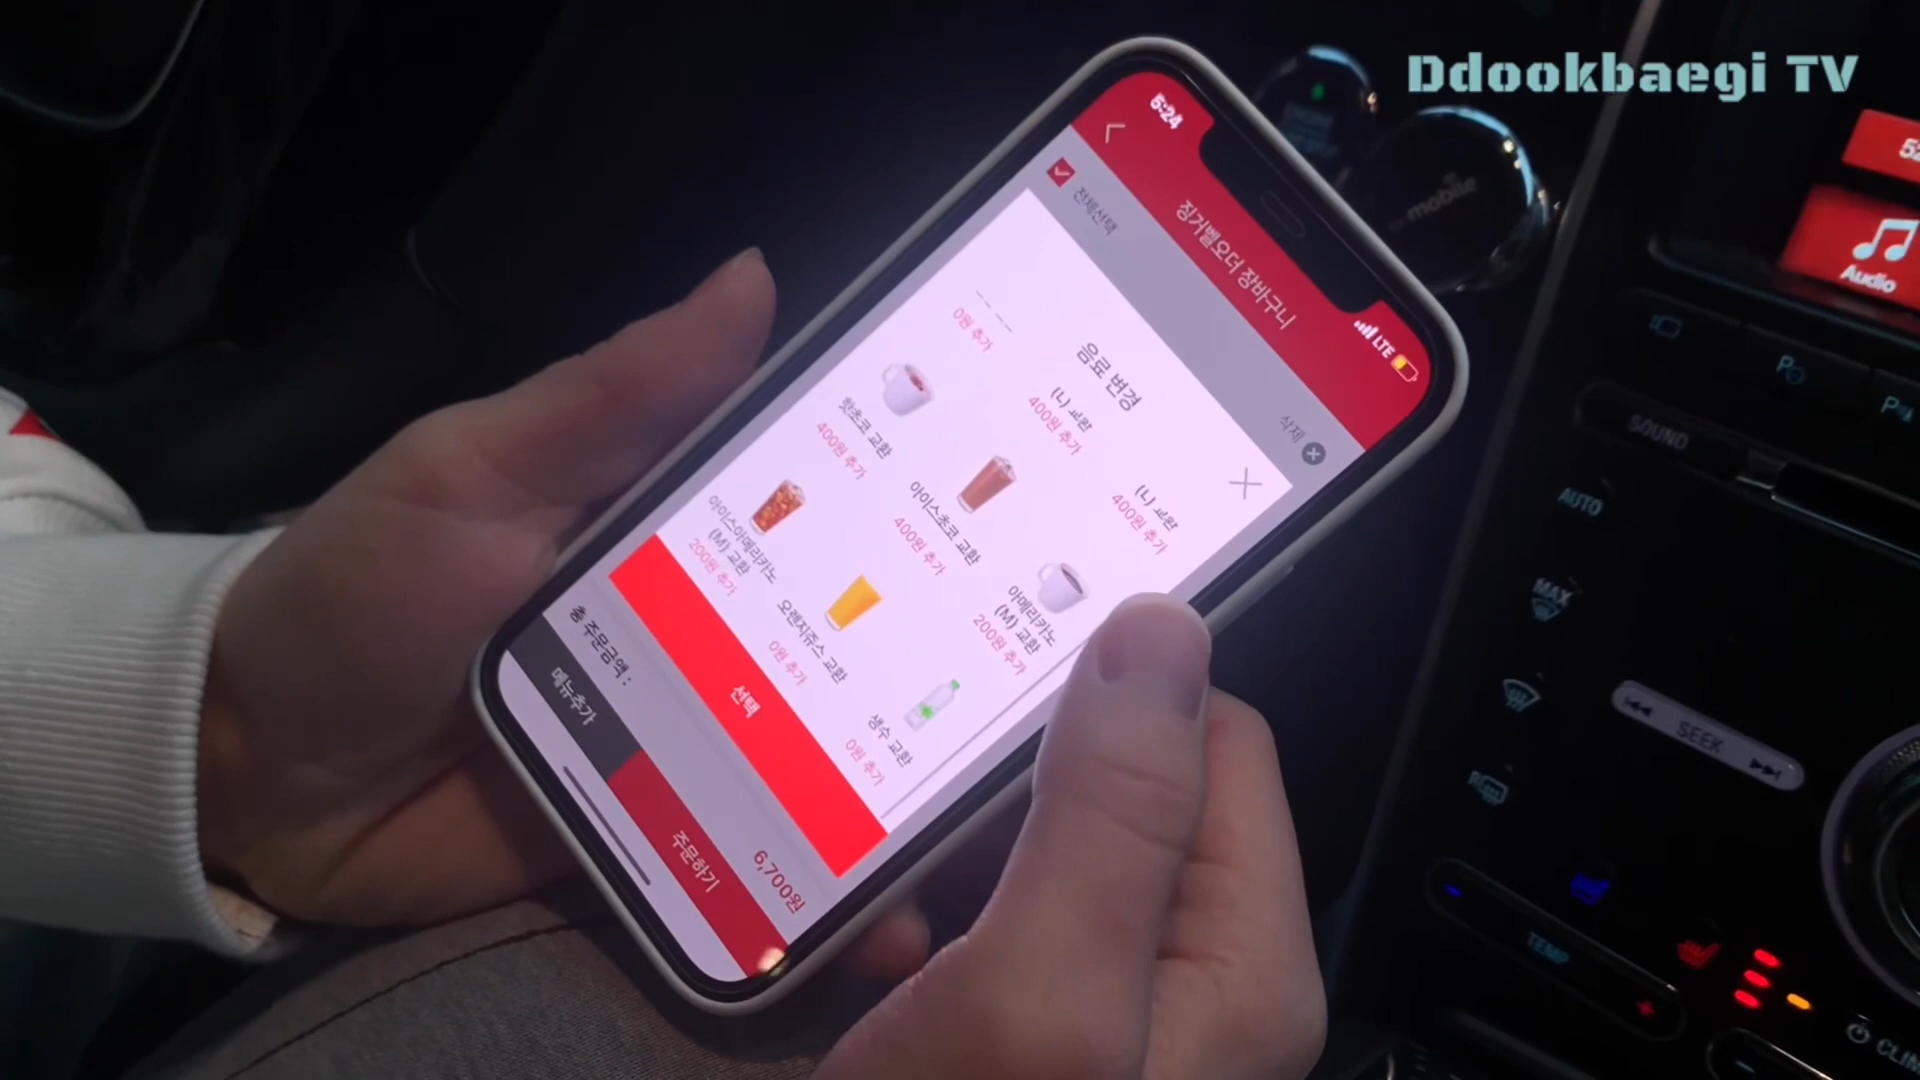 Ddookbaegi TV
5:24
LTE
징거벨오더 장바구니
전체선택
삭제
음료 변경
0원 추가
(L) 교환
400원 추가
(L) 교환
400원 추가
핫초코 교환
400원 추가
아이스초코 교환
400원 추가
아메리카노
(M) 교환
200원 추가
아이스아메리카노
(M) 교환
200원 추가
오렌지쥬스 교환
0원 추가
생수 교환
0원 추가
선택
총 주문금액 :
6,700원
메뉴추가
주문하기
mobile
52
Audio
SOUND
AUTO
MAX
SEEK
TEMP